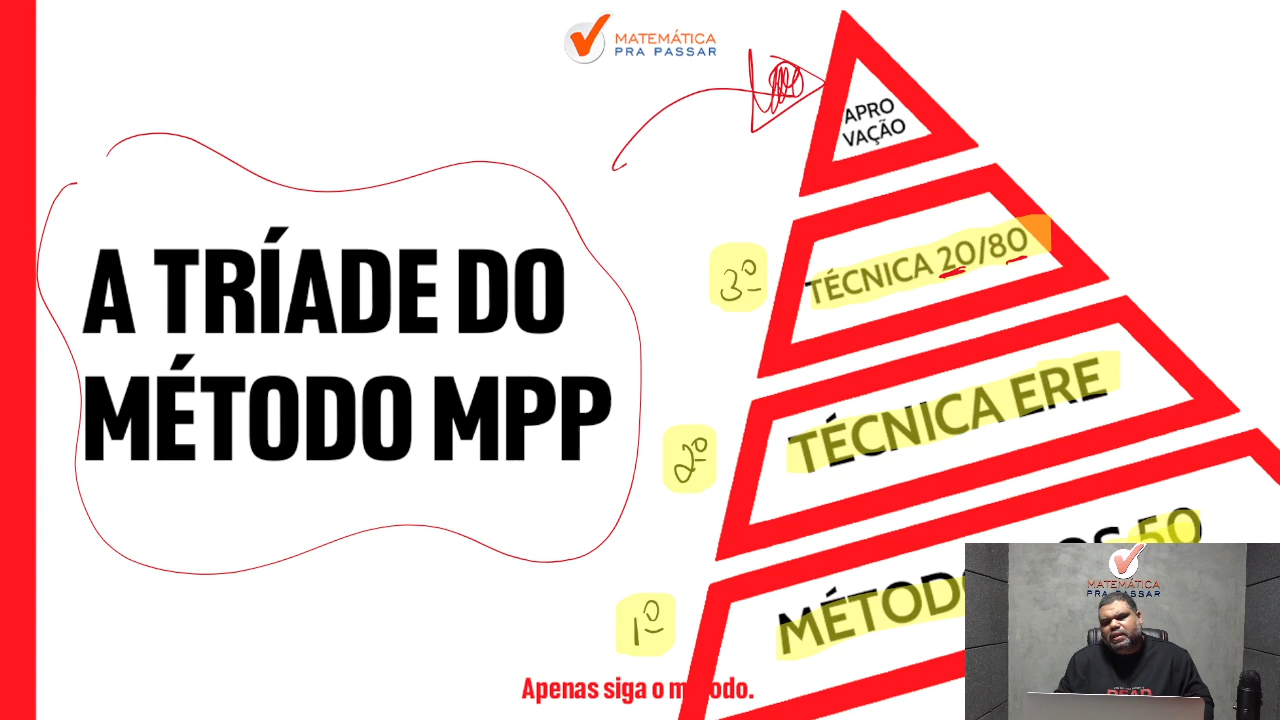 MATEMÁTICA
PRA PASSAR
APRO
VAÇÃO
3º
TÉCNICA 20/80
A TRÍADE DO
MÉTODO MPP
2º
TÉCNICA ERE
1º
50
Apenas siga o
MATEMÁTICA
PRA PASSAR